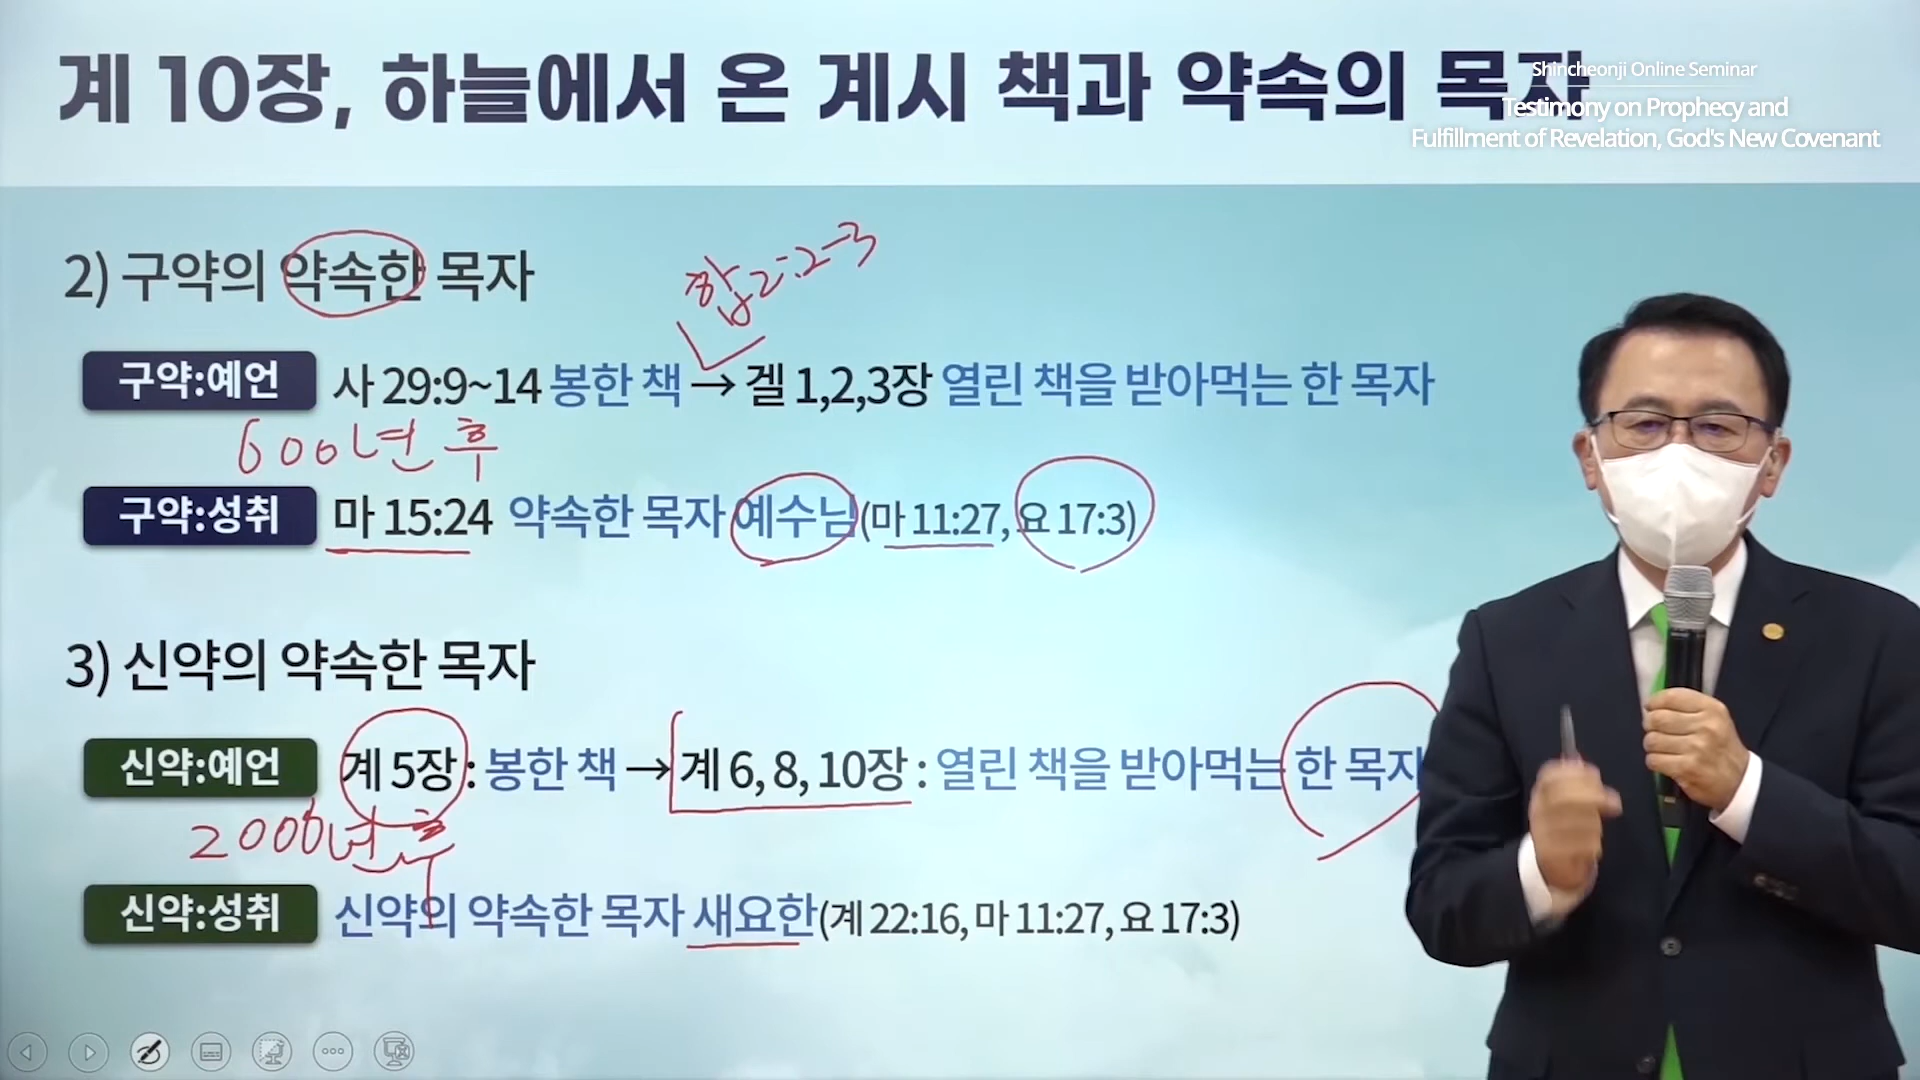 계 10장, 하늘에서 온 계시 책과 약속의 목자
Shincheonji Online Seminar
Testimony on Prophecy and
Fulfillment of Revelation, God's New Covenant
2) 구약의 약속한 목자
합2:2-3
구약:예언 사 29:9~14 봉한 책 → 겔 1,2,3장 열린 책을 받아먹는 한 목자
600년 후
구약:성취 마 15:24 약속한 목자 예수님(마 11:27, 요 17:3)
3) 신약의 약속한 목자
신약:예언 계 5장 : 봉한 책 → 계 6, 8, 10장 : 열린 책을 받아먹는 한 목자
2000년 후
신약:성취 신약의 약속한 목자 새요한(계 22:16, 마 11:27, 요 17:3)